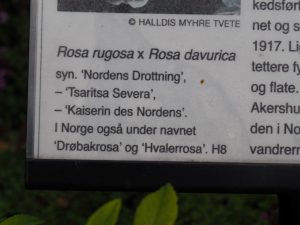 © HALLDIS MYHRE TVETE
Rosa rugosa x Rosa davurica
syn. ‘Nordens Drottning’,
– ‘Tsaritsa Severa’,
– ‘Kaiserin des Nordens’.
I Norge også under navnet
‘Drøbakrosa’ og ‘Hvalerrosa’. H8
kedsført
net og s
1917. Li
tettere fy
og flate.
Akershu
den i No
vandrerr